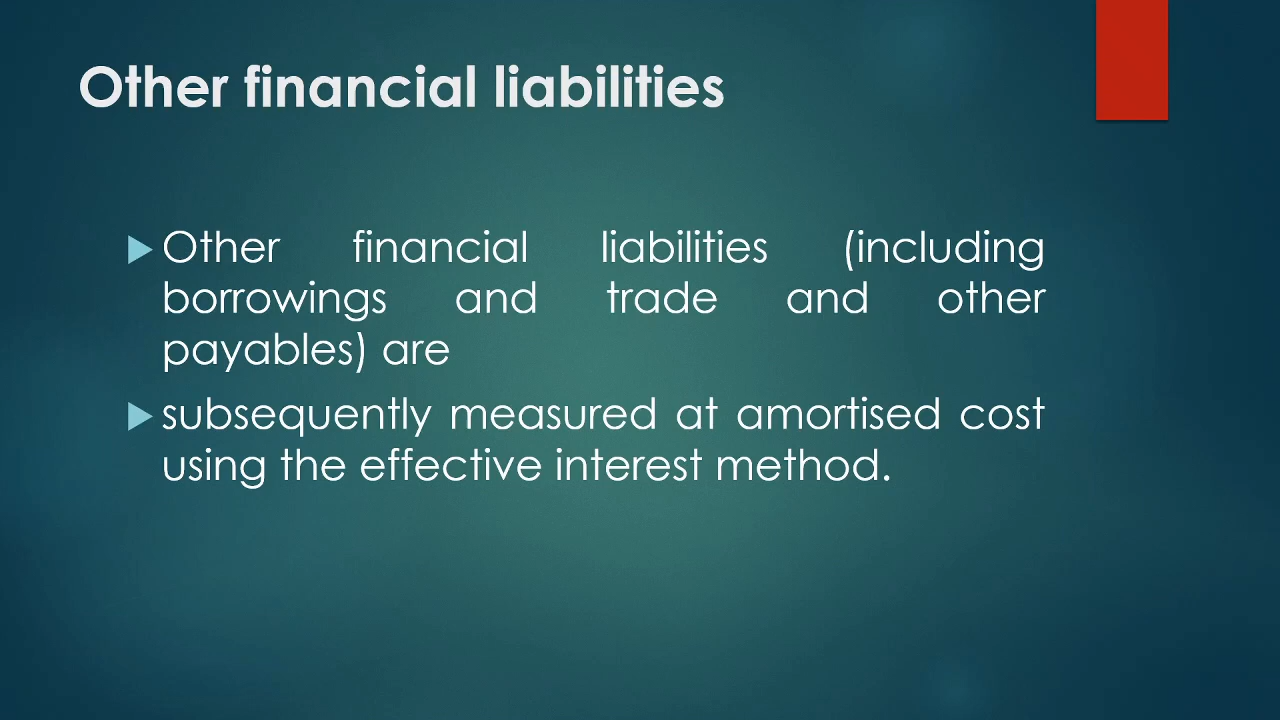 Other financial liabilities
Other financial liabilities (including
borrowings and trade and other
payables) are
subsequently measured at amortised cost
using the effective interest method.